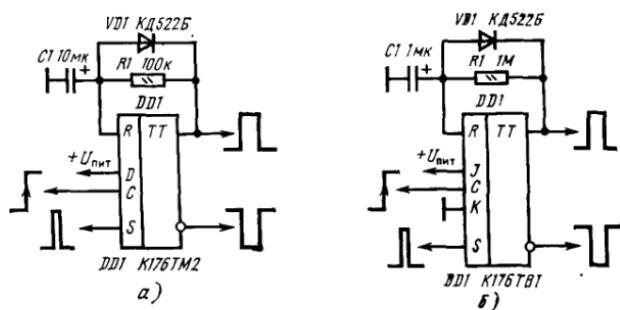 VD1 КД522Б
C1 10мк +
R1 100к
DD1
R TT
+Uпит
D
C
S
DD1 К176ТМ2
а)
VD1 КД522Б
C1 1мк +
R1 1М
DD1
R TT
+Uпит
J
C
K
S
DD1 К176ТВ1
б)